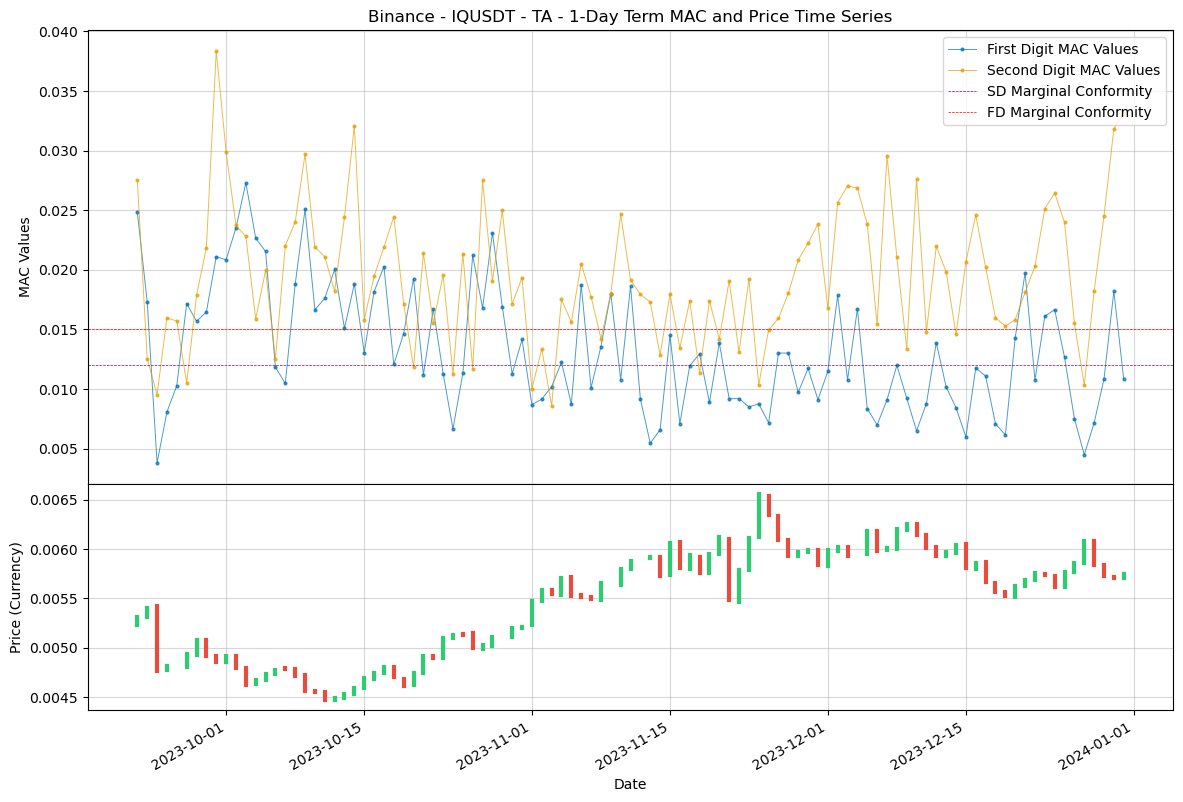 Binance - IQUSDT - TA - 1-Day Term MAC and Price Time Series
0.040
0.035
0.030
0.025
0.020
0.015
0.010
0.005
MAC Values
First Digit MAC Values
Second Digit MAC Values
SD Marginal Conformity
FD Marginal Conformity
0.0065
0.0060
0.0055
0.0050
0.0045
Price (Currency)
2023-10-01
2023-10-15
2023-11-01
2023-11-15
2023-12-01
2023-12-15
2024-01-01
Date